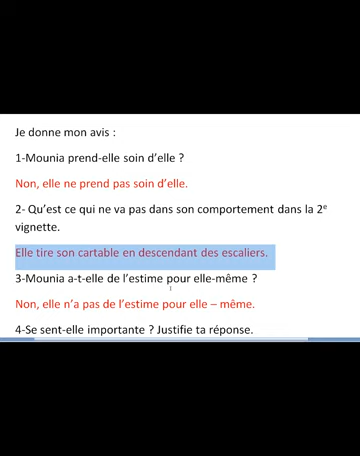 Je donne mon avis :
1-Mounia prend-elle soin d'elle ?
Non, elle ne prend pas soin d'elle.
2- Qu'est ce qui ne va pas dans son comportement dans la 2e
vignette.
Elle tire son cartable en descendant des escaliers.
3-Mounia a-t-elle de l'estime pour elle-même ?
Non, elle n'a pas de l'estime pour elle – même.
4-Se sent-elle importante ? Justifie ta réponse.